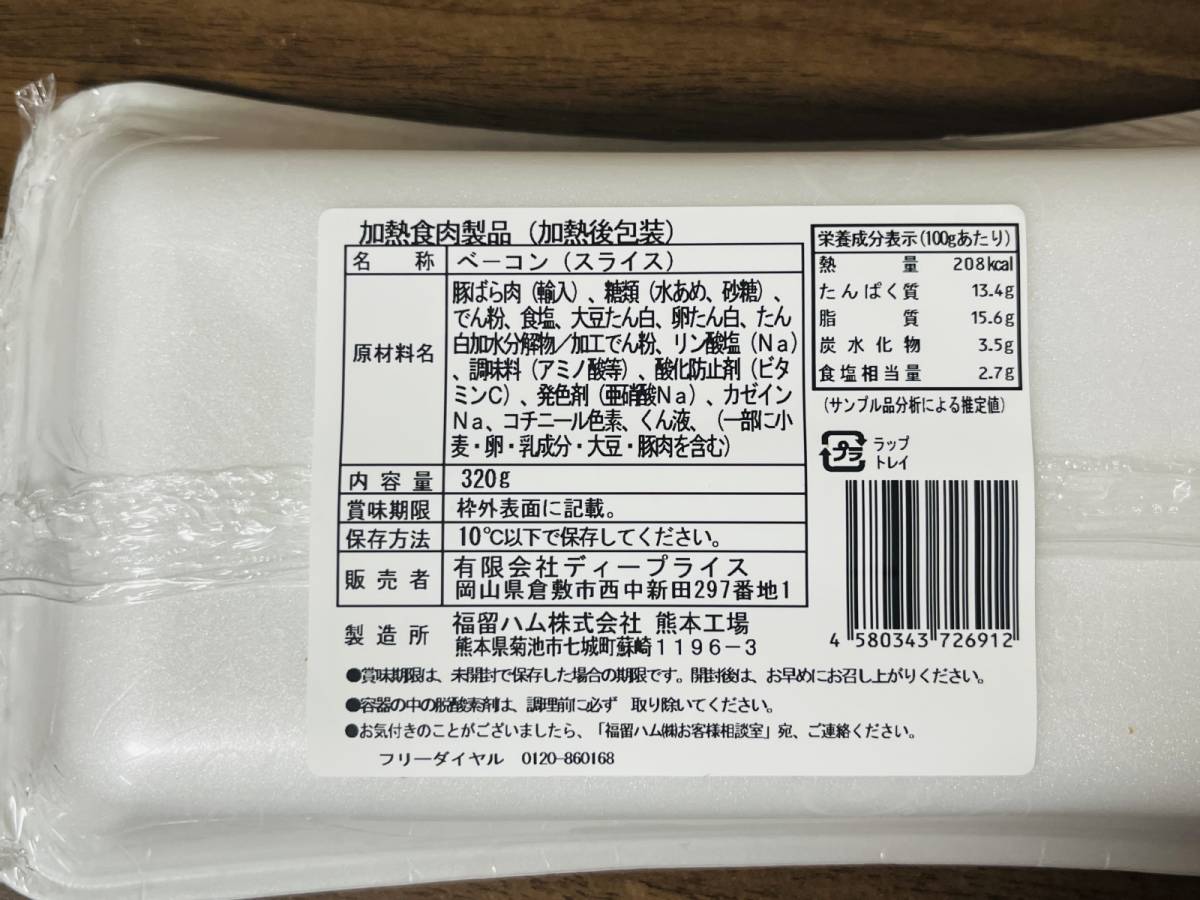 加熱食肉製品（加熱後包装）
名称 ベーコン（スライス）
原材料名
豚ばら肉（輸入）、糖類（水あめ、砂糖）、
でん粉、食塩、大豆たん白、卵たん白、たん
白加水分解物／加工でん粉、リン酸塩（Na）
、調味料（アミノ酸等）、酸化防止剤（ビタ
ミンC）、発色剤（亜硝酸Na）、カゼイン
Na、コチニール色素、くん液、（一部に小
麦・卵・乳成分・大豆・豚肉を含む）
内容量 320g
賞味期限 枠外表面に記載。
保存方法 10℃以下で保存してください。
販売者 有限会社ディープライス
岡山県倉敷市西中新田297番地1
製造所 福留ハム株式会社 熊本工場
熊本県菊池市七城町蘇崎1196-3
●賞味期限は、未開封で保存した場合の期限です。開封後は、お早めにお召し上がりください。
●容器の中の脱酸素剤は、調理前に必ず 取り除いてください。
●お気付きのことがございましたら、「福留ハム㈱お客様相談室」宛、ご連絡ください。
フリーダイヤル 0120-860168
栄養成分表示（100gあたり）
熱量 208kcal
たんぱく質 13.4g
脂質 15.6g
炭水化物 3.5g
食塩相当量 2.7g
（サンプル品分析による推定値）
プラ
ラップ
トレイ
4 580343 726912